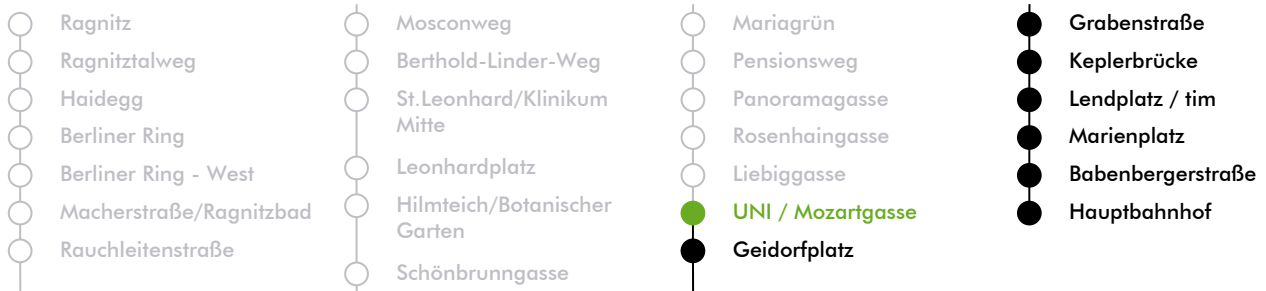 Ragnitz
Ragnitztalweg
Haidegg
Berliner Ring
Berliner Ring - West
Macherstraße/Ragnitzbad
Rauchleitenstraße
Mosconweg
Berthold-Linder-Weg
St.Leonhard/Klinikum
Mitte
Leonhardplatz
Hilmteich/Botanischer
Garten
Schönbrunngasse
Mariagrün
Pensionsweg
Panoramagasse
Rosenhaingasse
Liebiggasse
UNI / Mozartgasse
Geidorfplatz
Grabenstraße
Keplerbrücke
Lendplatz / tim
Marienplatz
Babenbergerstraße
Hauptbahnhof